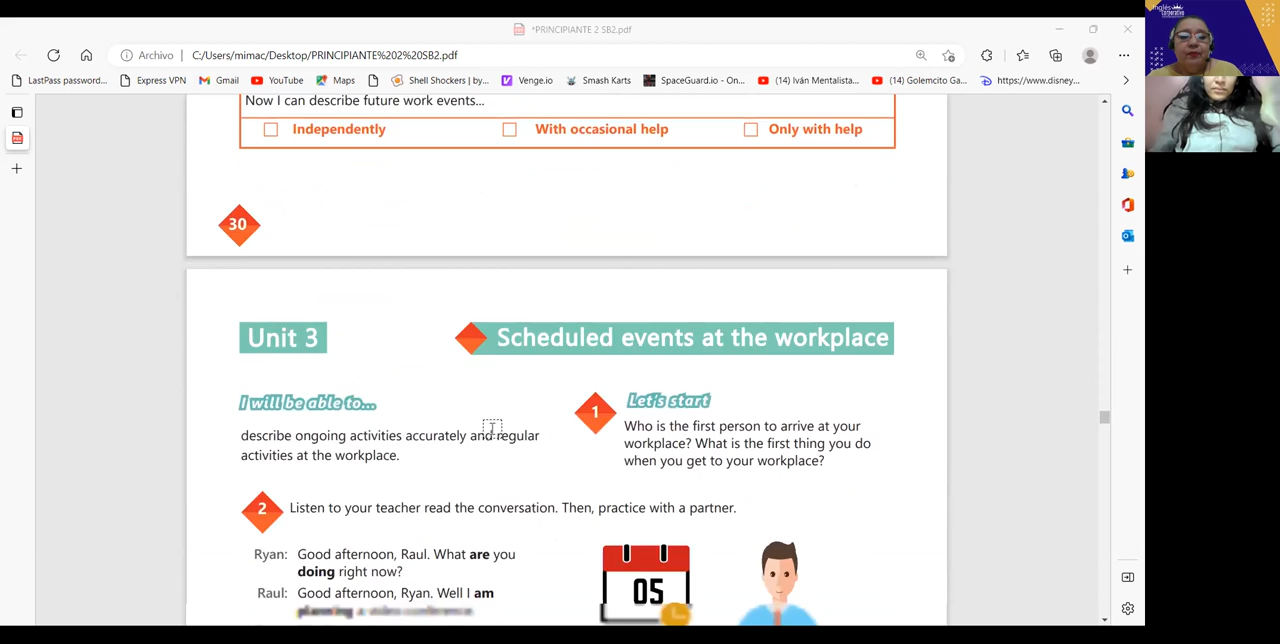 *PRINCIPIANTE 2 SB2.pdf
Archivo
C:/Users/mimac/Desktop/PRINCIPIANTE%202%20SB2.pdf
LastPass password...
Express VPN
Gmail
YouTube
Maps
Shell Shockers | by...
Venge.io
Smash Karts
SpaceGuard.io - On...
(14) Iván Mentalista...
(14) Golemcito Ga...
https://www.disney...
Inglés
Corporativo
Now I can describe future work events...
Independently
With occasional help
Only with help
30
Unit 3
Scheduled events at the workplace
I will be able to...
describe ongoing activities accurately and regular
activities at the workplace.
1
Let's start
Who is the first person to arrive at your
workplace? What is the first thing you do
when you get to your workplace?
2
Listen to your teacher read the conversation. Then, practice with a partner.
Ryan: Good afternoon, Raul. What are you
doing right now?
Raul: Good afternoon, Ryan. Well I am
planning a video conference
05